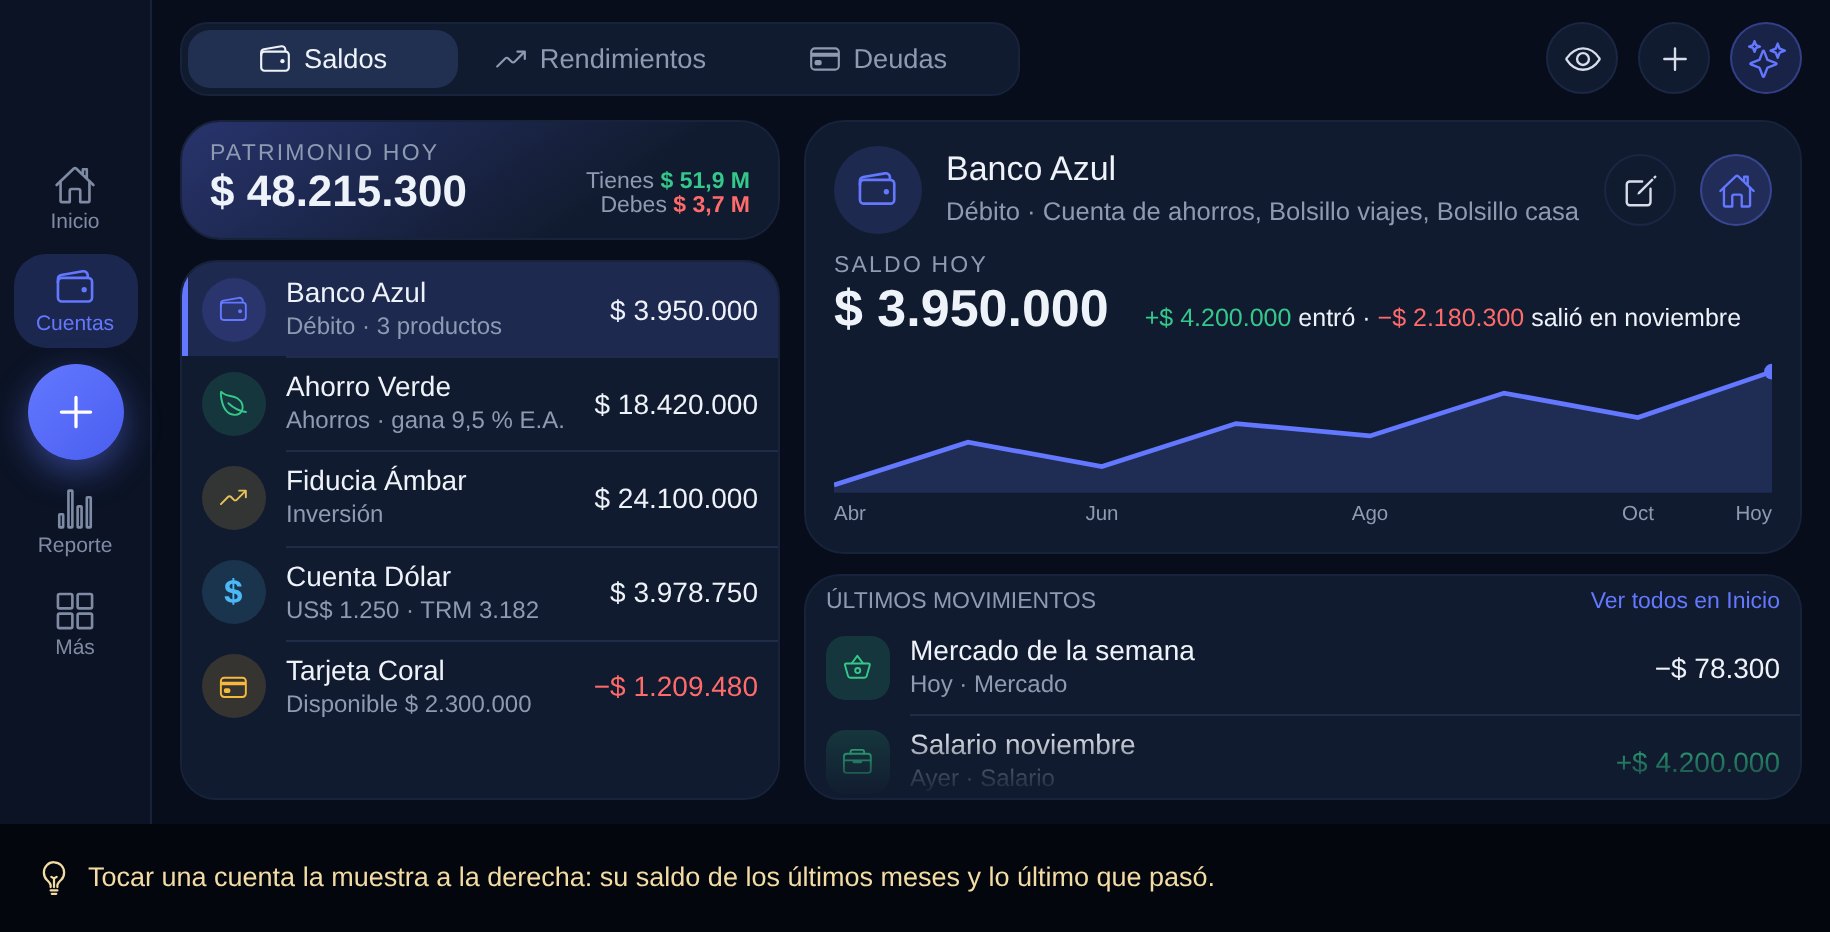 Saldos
Rendimientos
Deudas
Inicio
Cuentas
Reporte
Más
PATRIMONIO HOY
$ 48.215.300
Tienes $ 51,9 M
Debes $ 3,7 M
Banco Azul
Débito · 3 productos
$ 3.950.000
Ahorro Verde
Ahorros · gana 9,5 % E.A.
$ 18.420.000
Fiducia Ámbar
Inversión
$ 24.100.000
$
Cuenta Dólar
US$ 1.250 · TRM 3.182
$ 3.978.750
Tarjeta Coral
Disponible $ 2.300.000
−$ 1.209.480
Banco Azul
Débito · Cuenta de ahorros, Bolsillo viajes, Bolsillo casa
SALDO HOY
$ 3.950.000
+$ 4.200.000 entró · −$ 2.180.300 salió en noviembre
Abr Jun Ago Oct Hoy
ÚLTIMOS MOVIMIENTOS
Ver todos en Inicio
Mercado de la semana
Hoy · Mercado
−$ 78.300
Salario noviembre
Ayer · Salario
+$ 4.200.000
Tocar una cuenta la muestra a la derecha: su saldo de los últimos meses y lo último que pasó.